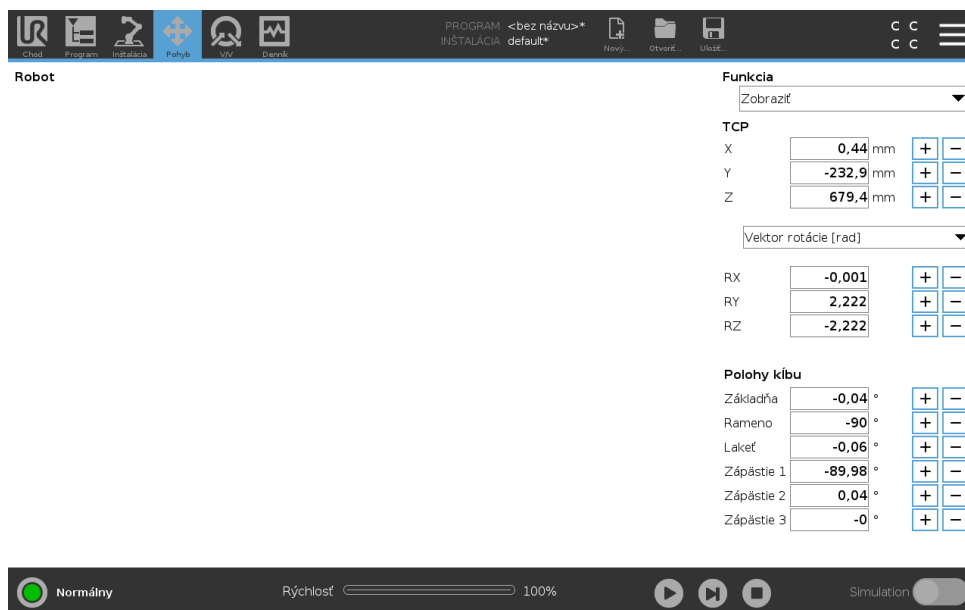 PROGRAM <bez názvu>*
INŠTALÁCIA default*
Chod Program Inštalácia Pohyb V/V Denník Nový... Otvoriť... Uložiť...
C C
C C
Robot
Funkcia
Zobraziť
TCP
X 0,44 mm + −
Y -232,9 mm + −
Z 679,4 mm + −
Vektor rotácie [rad]
RX -0,001 + −
RY 2,222 + −
RZ -2,222 + −
Polohy kĺbu
Základňa -0,04 ° + −
Rameno -90 ° + −
Lakeť -0,06 ° + −
Zápästie 1 -89,98 ° + −
Zápästie 2 0,04 ° + −
Zápästie 3 -0 ° + −
Normálny Rýchlosť 100% Simulation